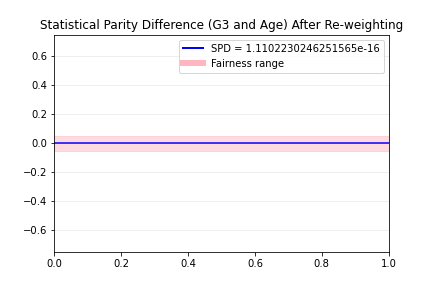 Statistical Parity Difference (G3 and Age) After Re-weighting
SPD = 1.1102230246251565e-16
Fairness range
0.6
0.4
0.2
0.0
−0.2
−0.4
−0.6
0.0 0.2 0.4 0.6 0.8 1.0